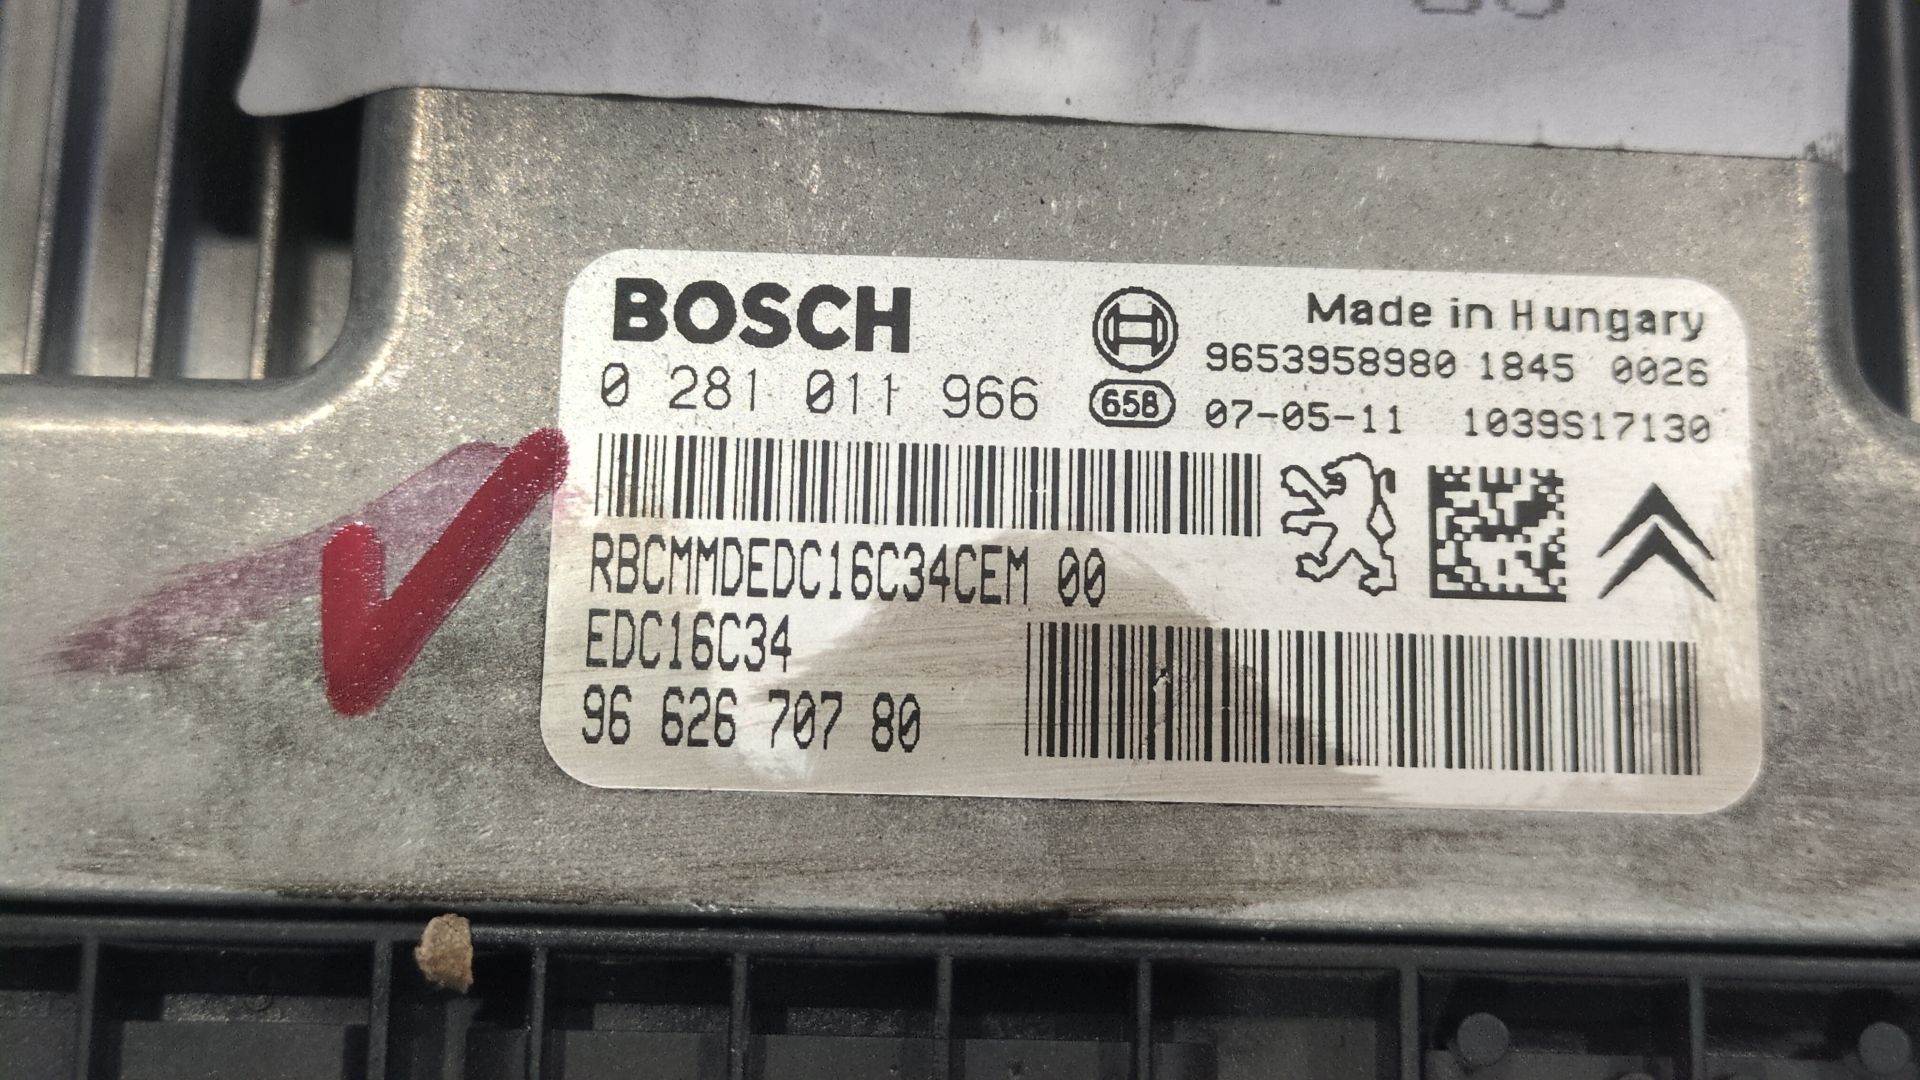 BOSCH
Made in Hungary
9653958980 1845 0026
0 281 011 966
658
07-05-11 1039S17130
RBCMMDEDC16C34CEM 00
EDC16C34
96 626 707 80